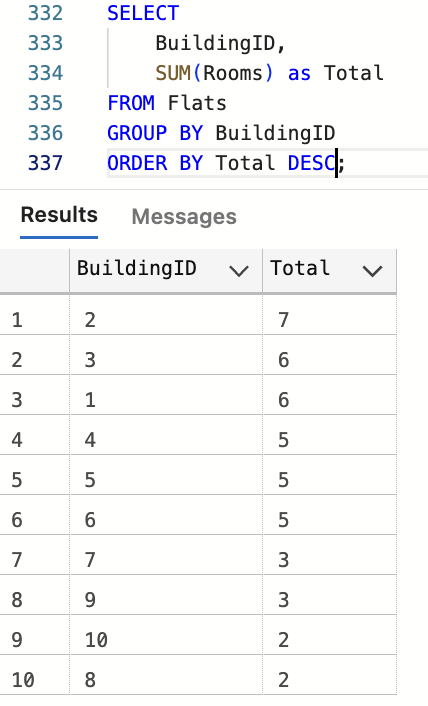 332 SELECT
333     BuildingID,
334     SUM(Rooms) as Total
335 FROM Flats
336 GROUP BY BuildingID
337 ORDER BY Total DESC;
Results Messages
BuildingID Total
1 2 7
2 3 6
3 1 6
4 4 5
5 5 5
6 6 5
7 7 3
8 9 3
9 10 2
10 8 2